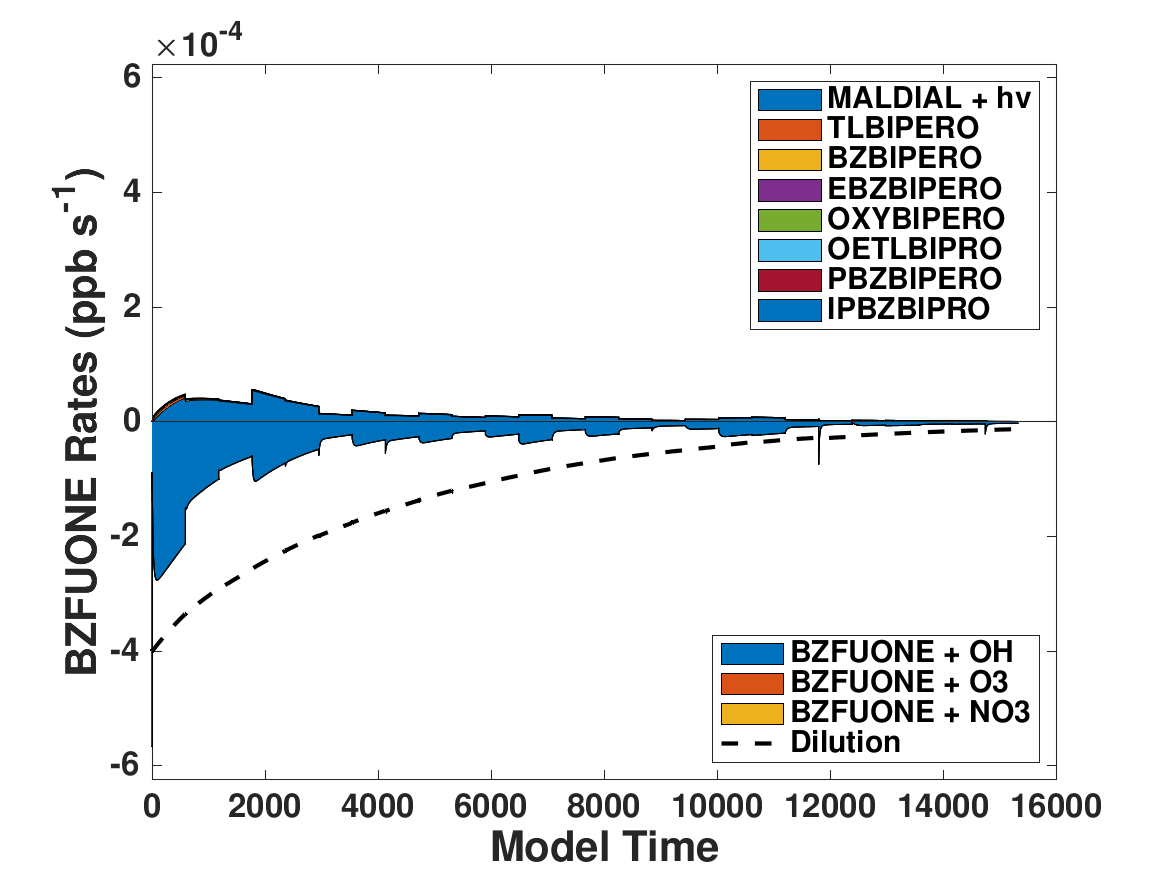 ×10-4
6
4
2
0
-2
-4
-6
BZFUONE Rates (ppb s-1)
MALDIAL + hv
TLBIPERO
BZBIPERO
EBZBIPERO
OXYBIPERO
OETLBIPRO
PBZBIPERO
IPBZBIPRO
BZFUONE + OH
BZFUONE + O3
BZFUONE + NO3
Dilution
0 2000 4000 6000 8000 10000 12000 14000 16000
Model Time